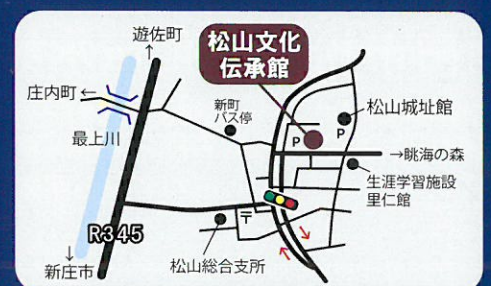 遊佐町
↑
松山文化
伝承館
庄内町←
新町
バス停
P
P
松山城址館
最上川
→眺海の森
生涯学習施設
里仁館
〒
R345
↓
新庄市
松山総合支所